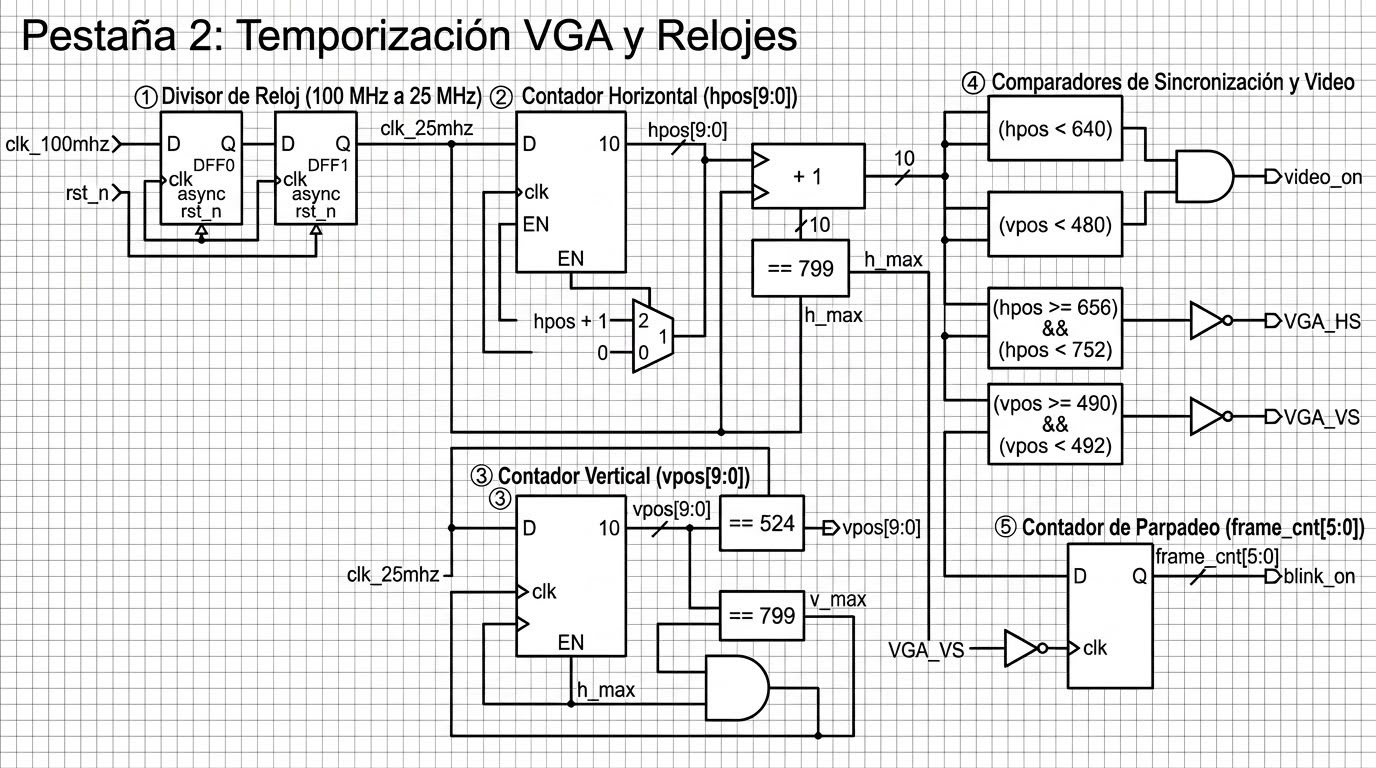 Pestaña 2: Temporización VGA y Relojes
① Divisor de Reloj (100 MHz a 25 MHz)
clk_100mhz
rst_n
D Q
DFF0
clk
async
rst_n
D Q
DFF1
clk
async
rst_n
clk_25mhz
② Contador Horizontal (hpos[9:0])
D 10
clk
EN
EN
hpos[9:0]
hpos + 1
0
2
1
0
+ 1
10
10
== 799
h_max
h_max
④ Comparadores de Sincronización y Video
(hpos < 640)
(vpos < 480)
video_on
(hpos >= 656)
&&
(hpos < 752)
VGA_HS
(vpos >= 490)
&&
(vpos < 492)
VGA_VS
③ Contador Vertical (vpos[9:0])
③
D 10
clk
EN
clk_25mhz
vpos[9:0]
== 524
vpos[9:0]
== 799
v_max
h_max
⑤ Contador de Parpadeo (frame_cnt[5:0])
D Q
clk
frame_cnt[5:0]
blink_on
VGA_VS